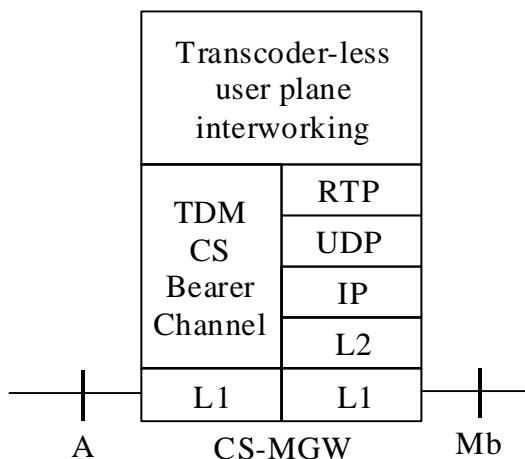 Transcoder-less
user plane
interworking
TDM
CS
Bearer
Channel
RTP
UDP
IP
L2
L1
L1
A
CS-MGW
Mb